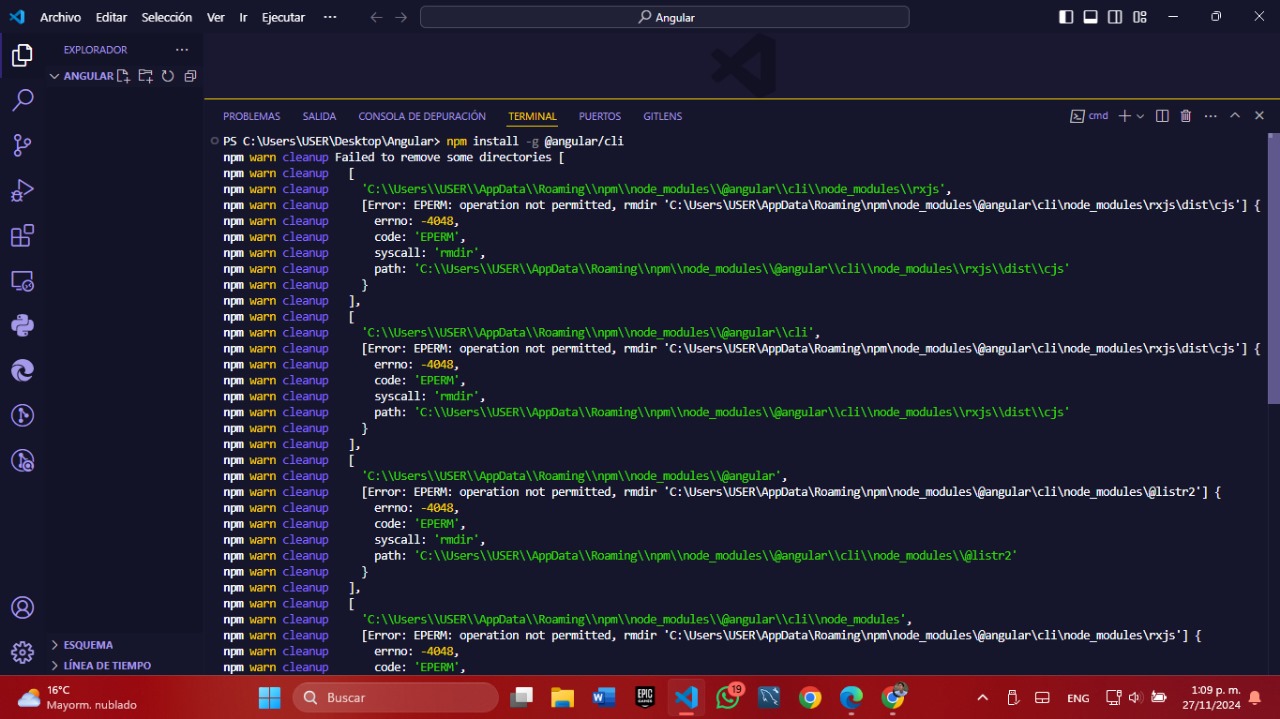 Archivo Editar Selección Ver Ir Ejecutar ··· Angular
EXPLORADOR ···
ANGULAR
PROBLEMAS SALIDA CONSOLA DE DEPURACIÓN TERMINAL PUERTOS GITLENS cmd
PS C:\Users\USER\Desktop\Angular> npm install -g @angular/cli
npm warn cleanup Failed to remove some directories [
npm warn cleanup   [
npm warn cleanup     'C:\\Users\\USER\\AppData\\Roaming\\npm\\node_modules\\@angular\\cli\\node_modules\\rxjs',
npm warn cleanup     [Error: EPERM: operation not permitted, rmdir 'C:\Users\USER\AppData\Roaming\npm\node_modules\@angular\cli\node_modules\rxjs\dist\cjs'] {
npm warn cleanup       errno: -4048,
npm warn cleanup       code: 'EPERM',
npm warn cleanup       syscall: 'rmdir',
npm warn cleanup       path: 'C:\\Users\\USER\\AppData\\Roaming\\npm\\node_modules\\@angular\\cli\\node_modules\\rxjs\\dist\\cjs'
npm warn cleanup     }
npm warn cleanup   ],
npm warn cleanup   [
npm warn cleanup     'C:\\Users\\USER\\AppData\\Roaming\\npm\\node_modules\\@angular\\cli',
npm warn cleanup     [Error: EPERM: operation not permitted, rmdir 'C:\Users\USER\AppData\Roaming\npm\node_modules\@angular\cli\node_modules\rxjs\dist\cjs'] {
npm warn cleanup       errno: -4048,
npm warn cleanup       code: 'EPERM',
npm warn cleanup       syscall: 'rmdir',
npm warn cleanup       path: 'C:\\Users\\USER\\AppData\\Roaming\\npm\\node_modules\\@angular\\cli\\node_modules\\rxjs\\dist\\cjs'
npm warn cleanup     }
npm warn cleanup   ],
npm warn cleanup   [
npm warn cleanup     'C:\\Users\\USER\\AppData\\Roaming\\npm\\node_modules\\@angular',
npm warn cleanup     [Error: EPERM: operation not permitted, rmdir 'C:\Users\USER\AppData\Roaming\npm\node_modules\@angular\cli\node_modules\@listr2'] {
npm warn cleanup       errno: -4048,
npm warn cleanup       code: 'EPERM',
npm warn cleanup       syscall: 'rmdir',
npm warn cleanup       path: 'C:\\Users\\USER\\AppData\\Roaming\\npm\\node_modules\\@angular\\cli\\node_modules\\@listr2'
npm warn cleanup     }
npm warn cleanup   ],
npm warn cleanup   [
npm warn cleanup     'C:\\Users\\USER\\AppData\\Roaming\\npm\\node_modules\\@angular\\cli\\node_modules',
npm warn cleanup     [Error: EPERM: operation not permitted, rmdir 'C:\Users\USER\AppData\Roaming\npm\node_modules\@angular\cli\node_modules\rxjs'] {
npm warn cleanup       errno: -4048,
npm warn cleanup       code: 'EPERM',
ESQUEMA
LÍNEA DE TIEMPO
16°C
Mayorm. nublado
Buscar
EPIC GAMES
19
ENG
1:09 p. m.
27/11/2024